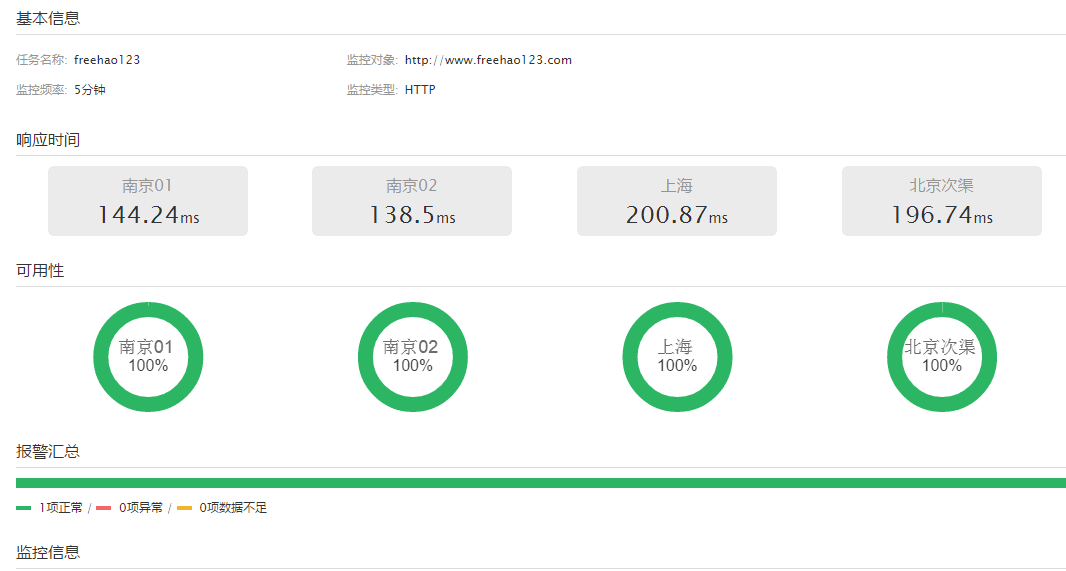 基本信息
任务名称: freehao123 监控对象: http://www.freehao123.com
监控频率: 5分钟 监控类型: HTTP
响应时间
南京01 南京02 上海 北京次渠
144.24ms 138.5ms 200.87ms 196.74ms
可用性
南京01 南京02 上海 北京次渠
100% 100% 100% 100%
报警汇总
1项正常 / 0项异常 / 0项数据不足
监控信息